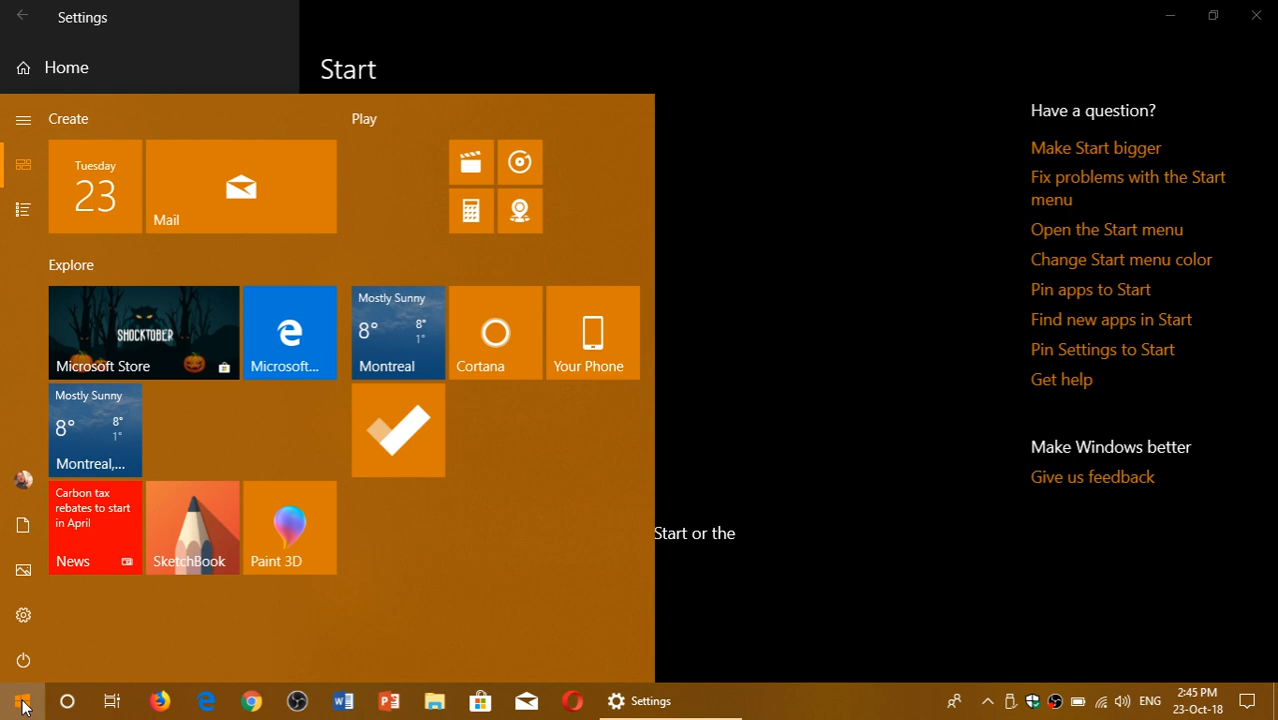 Settings
Home
Start
Create
Play
Tuesday
23
Mail
Explore
SHOCKTOBER
Microsoft Store
Microsoft...
Mostly Sunny
8°
8°
1°
Montreal
Cortana
Your Phone
Mostly Sunny
8°
8°
1°
Montreal,...
Carbon tax
rebates to start
in April
News
SketchBook
Paint 3D
Start or the
Have a question?
Make Start bigger
Fix problems with the Start
menu
Open the Start menu
Change Start menu color
Pin apps to Start
Find new apps in Start
Pin Settings to Start
Get help
Make Windows better
Give us feedback
Settings
ENG
2:45 PM
23-Oct-18